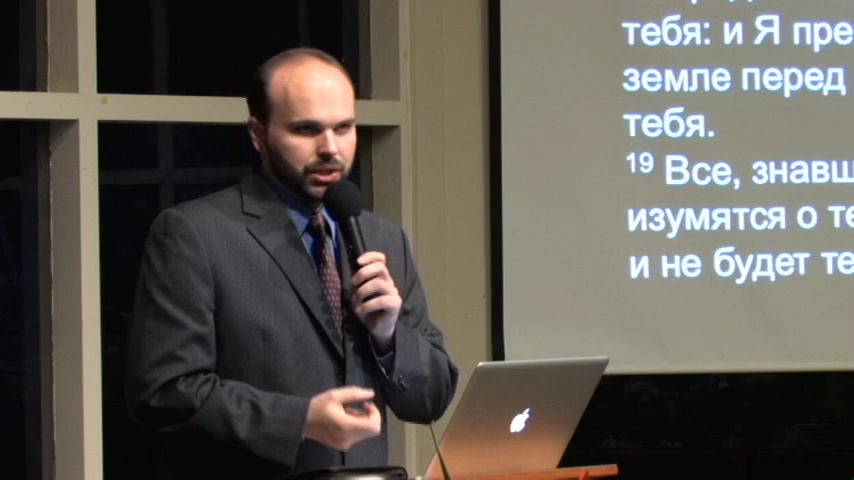 тебя: и Я пре
земле перед
тебя.
19 Все, знавш
изумятся о те
и не будет те